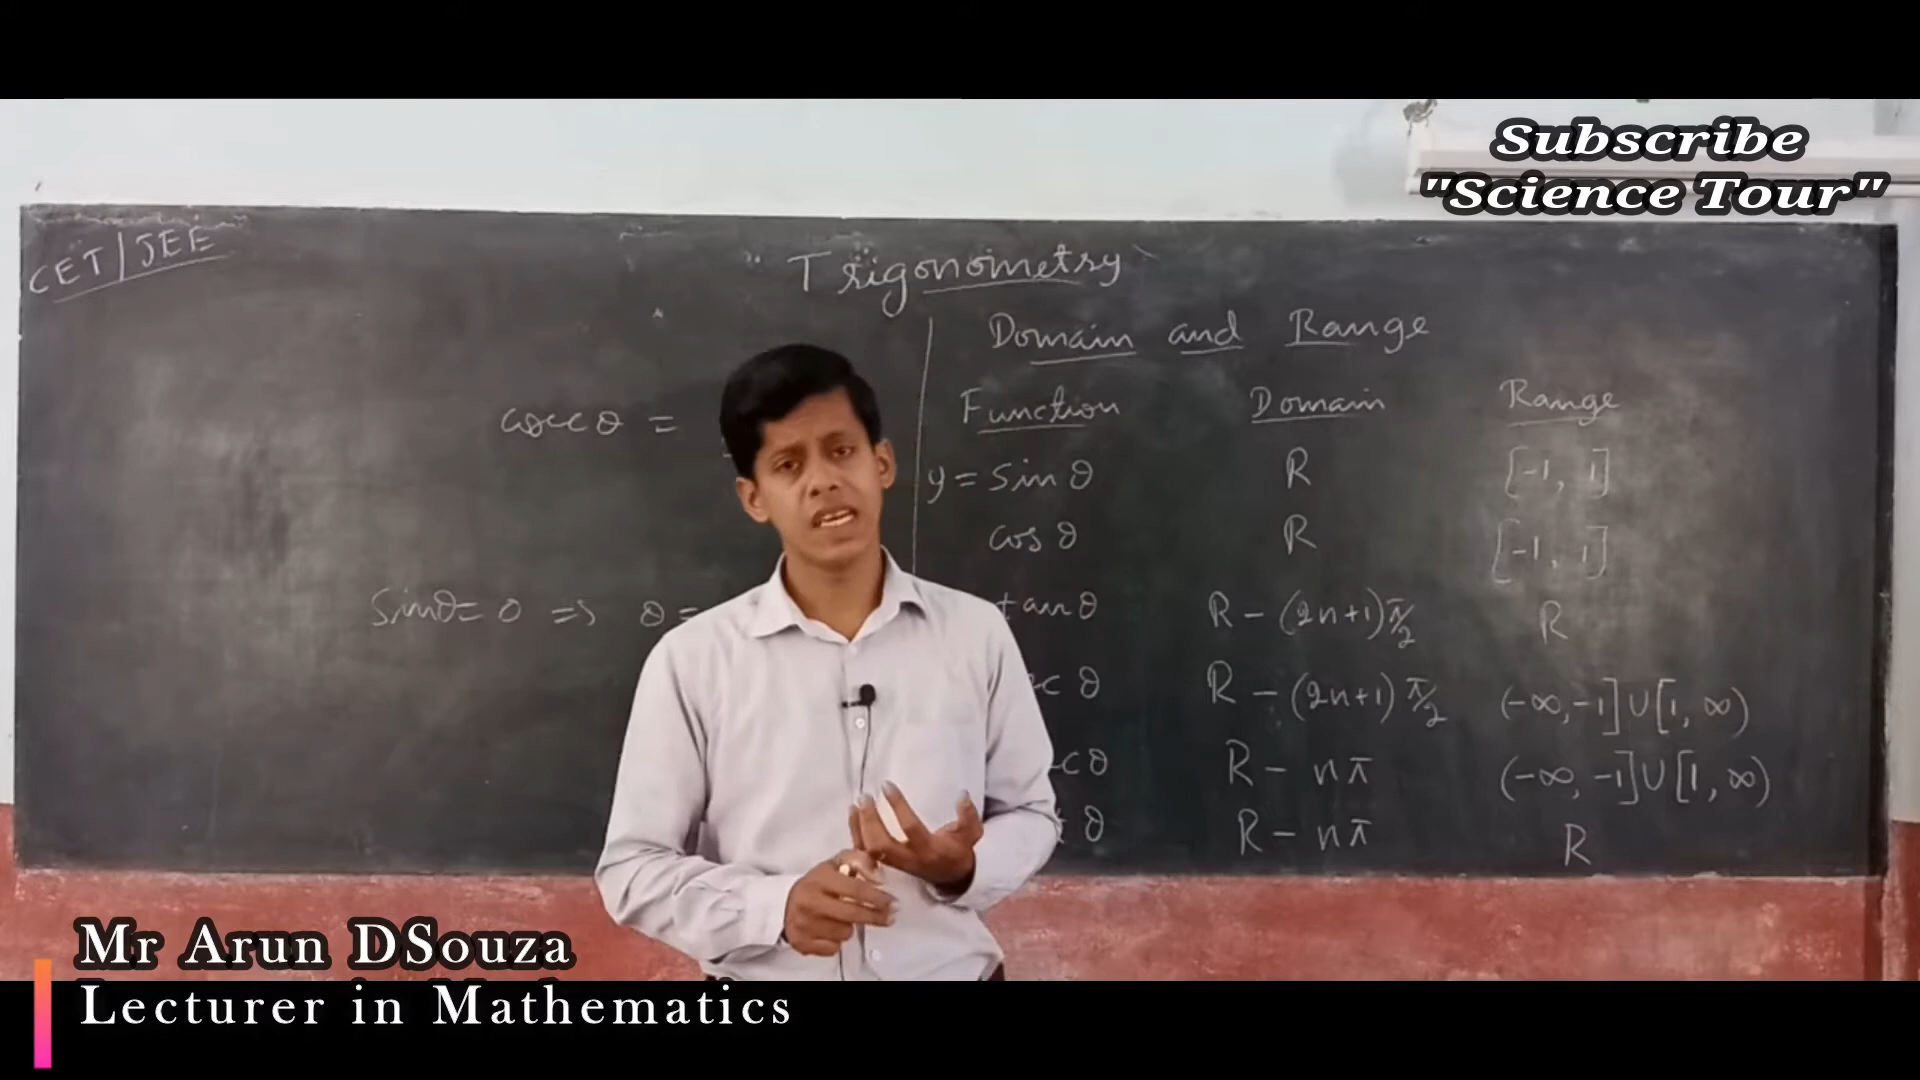 Subscribe
"Science Tour"
CET/JEE
Trigonometry
Domain and Range
Function Domain Range
cosec θ =
y = sin θ R [-1, 1]
cos θ R [-1, 1]
sinθ = 0 => θ =
tan θ R - (2n+1)π/2 R
c θ R - (2n+1) π/2 (-∞, -1] U [1, ∞)
cθ R - nπ (-∞, -1] U [1, ∞)
θ R - nπ R
Mr Arun DSouza
Lecturer in Mathematics